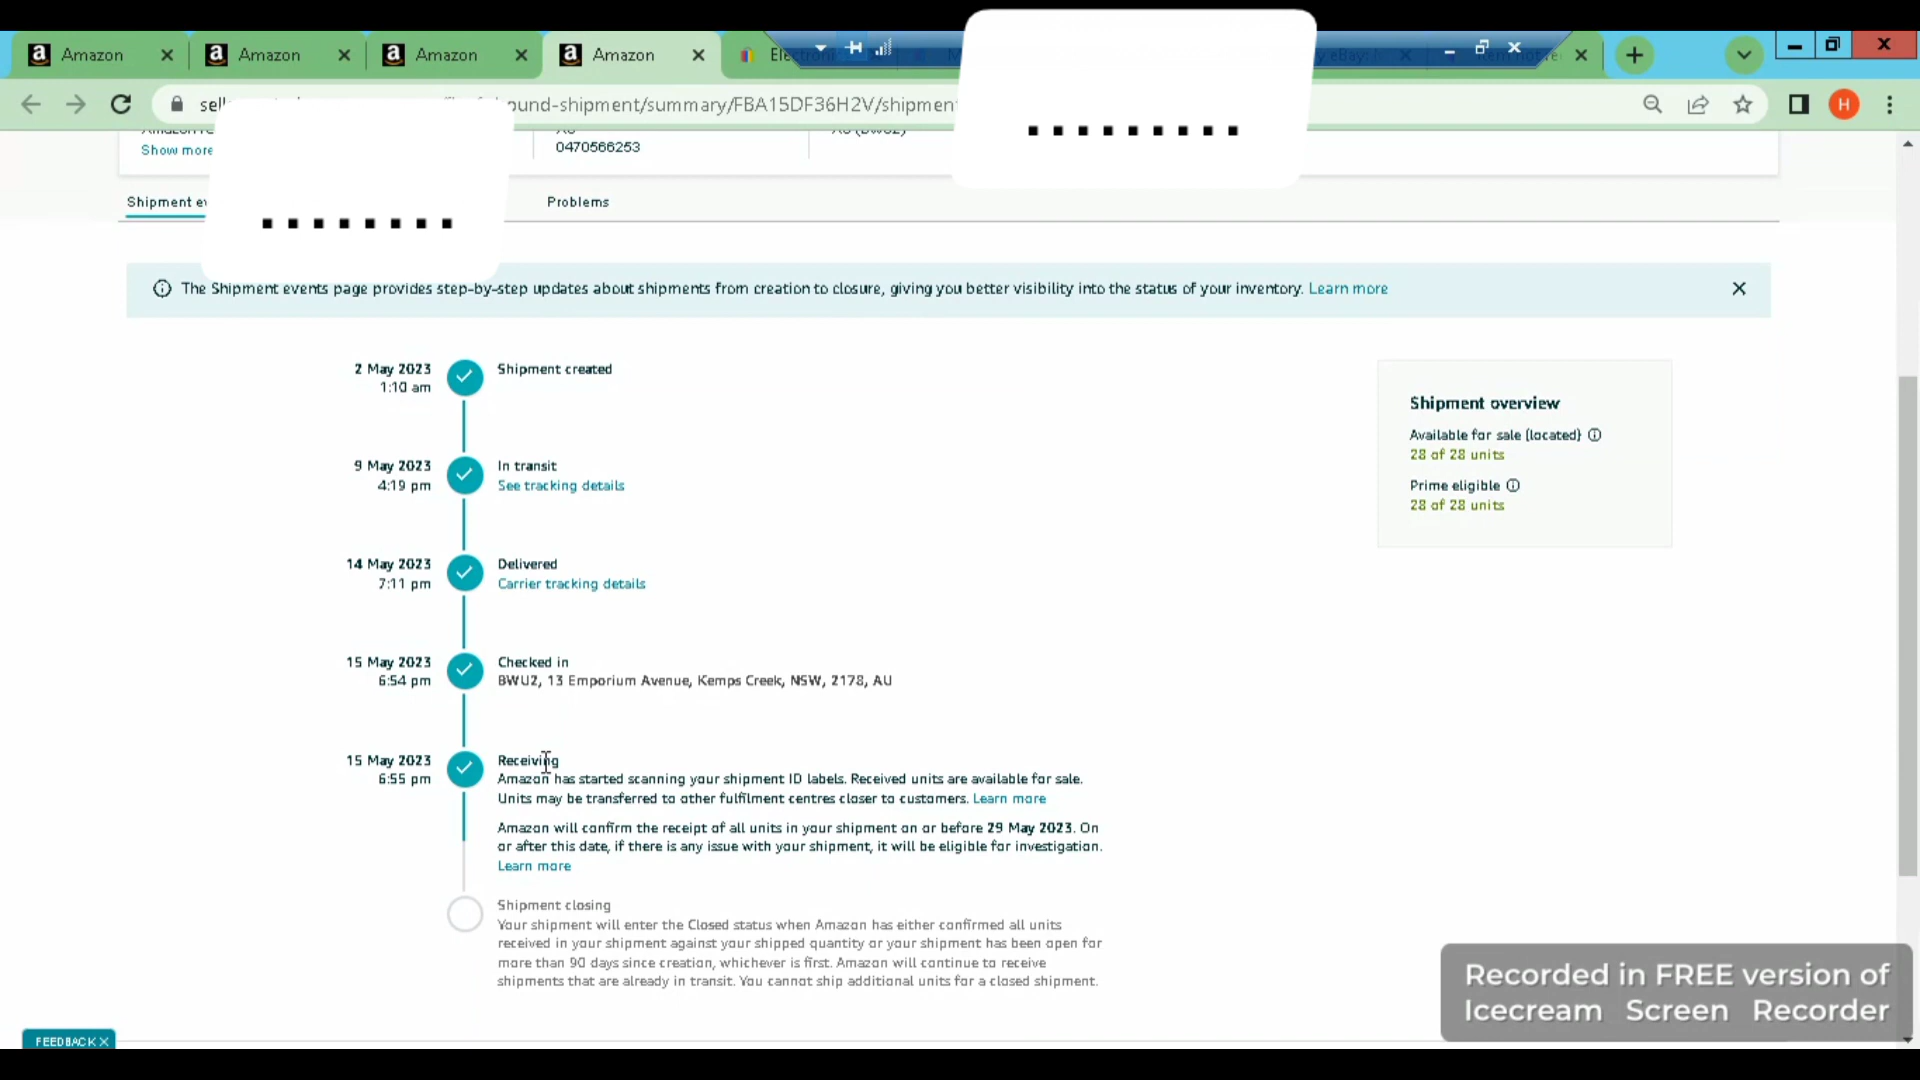 Amazon
Amazon
Amazon
Amazon
sell
ound-shipment/summary/FBA15DF36H2V/shipment
H
Show more
0470566253
Shipment ev
Problems
The Shipment events page provides step-by-step updates about shipments from creation to closure, giving you better visibility into the status of your inventory. Learn more
2 May 2023
1:10 am
Shipment created
9 May 2023
4:19 pm
In transit
See tracking details
14 May 2023
7:11 pm
Delivered
Carrier tracking details
15 May 2023
6:54 pm
Checked in
BWU2, 13 Emporium Avenue, Kemps Creek, NSW, 2178, AU
15 May 2023
6:55 pm
Receiving
Amazon has started scanning your shipment ID labels. Received units are available for sale.
Units may be transferred to other fulfilment centres closer to customers. Learn more
Amazon will confirm the receipt of all units in your shipment on or before 29 May 2023. On
or after this date, if there is any issue with your shipment, it will be eligible for investigation.
Learn more
Shipment closing
Your shipment will enter the Closed status when Amazon has either confirmed all units
received in your shipment against your shipped quantity or your shipment has been open for
more than 90 days since creation, whichever is first. Amazon will continue to receive
shipments that are already in transit. You cannot ship additional units for a closed shipment.
Shipment overview
Available for sale (located)
28 of 28 units
Prime eligible
28 of 28 units
FEEDBACK X
Recorded in FREE version of
Icecream Screen Recorder